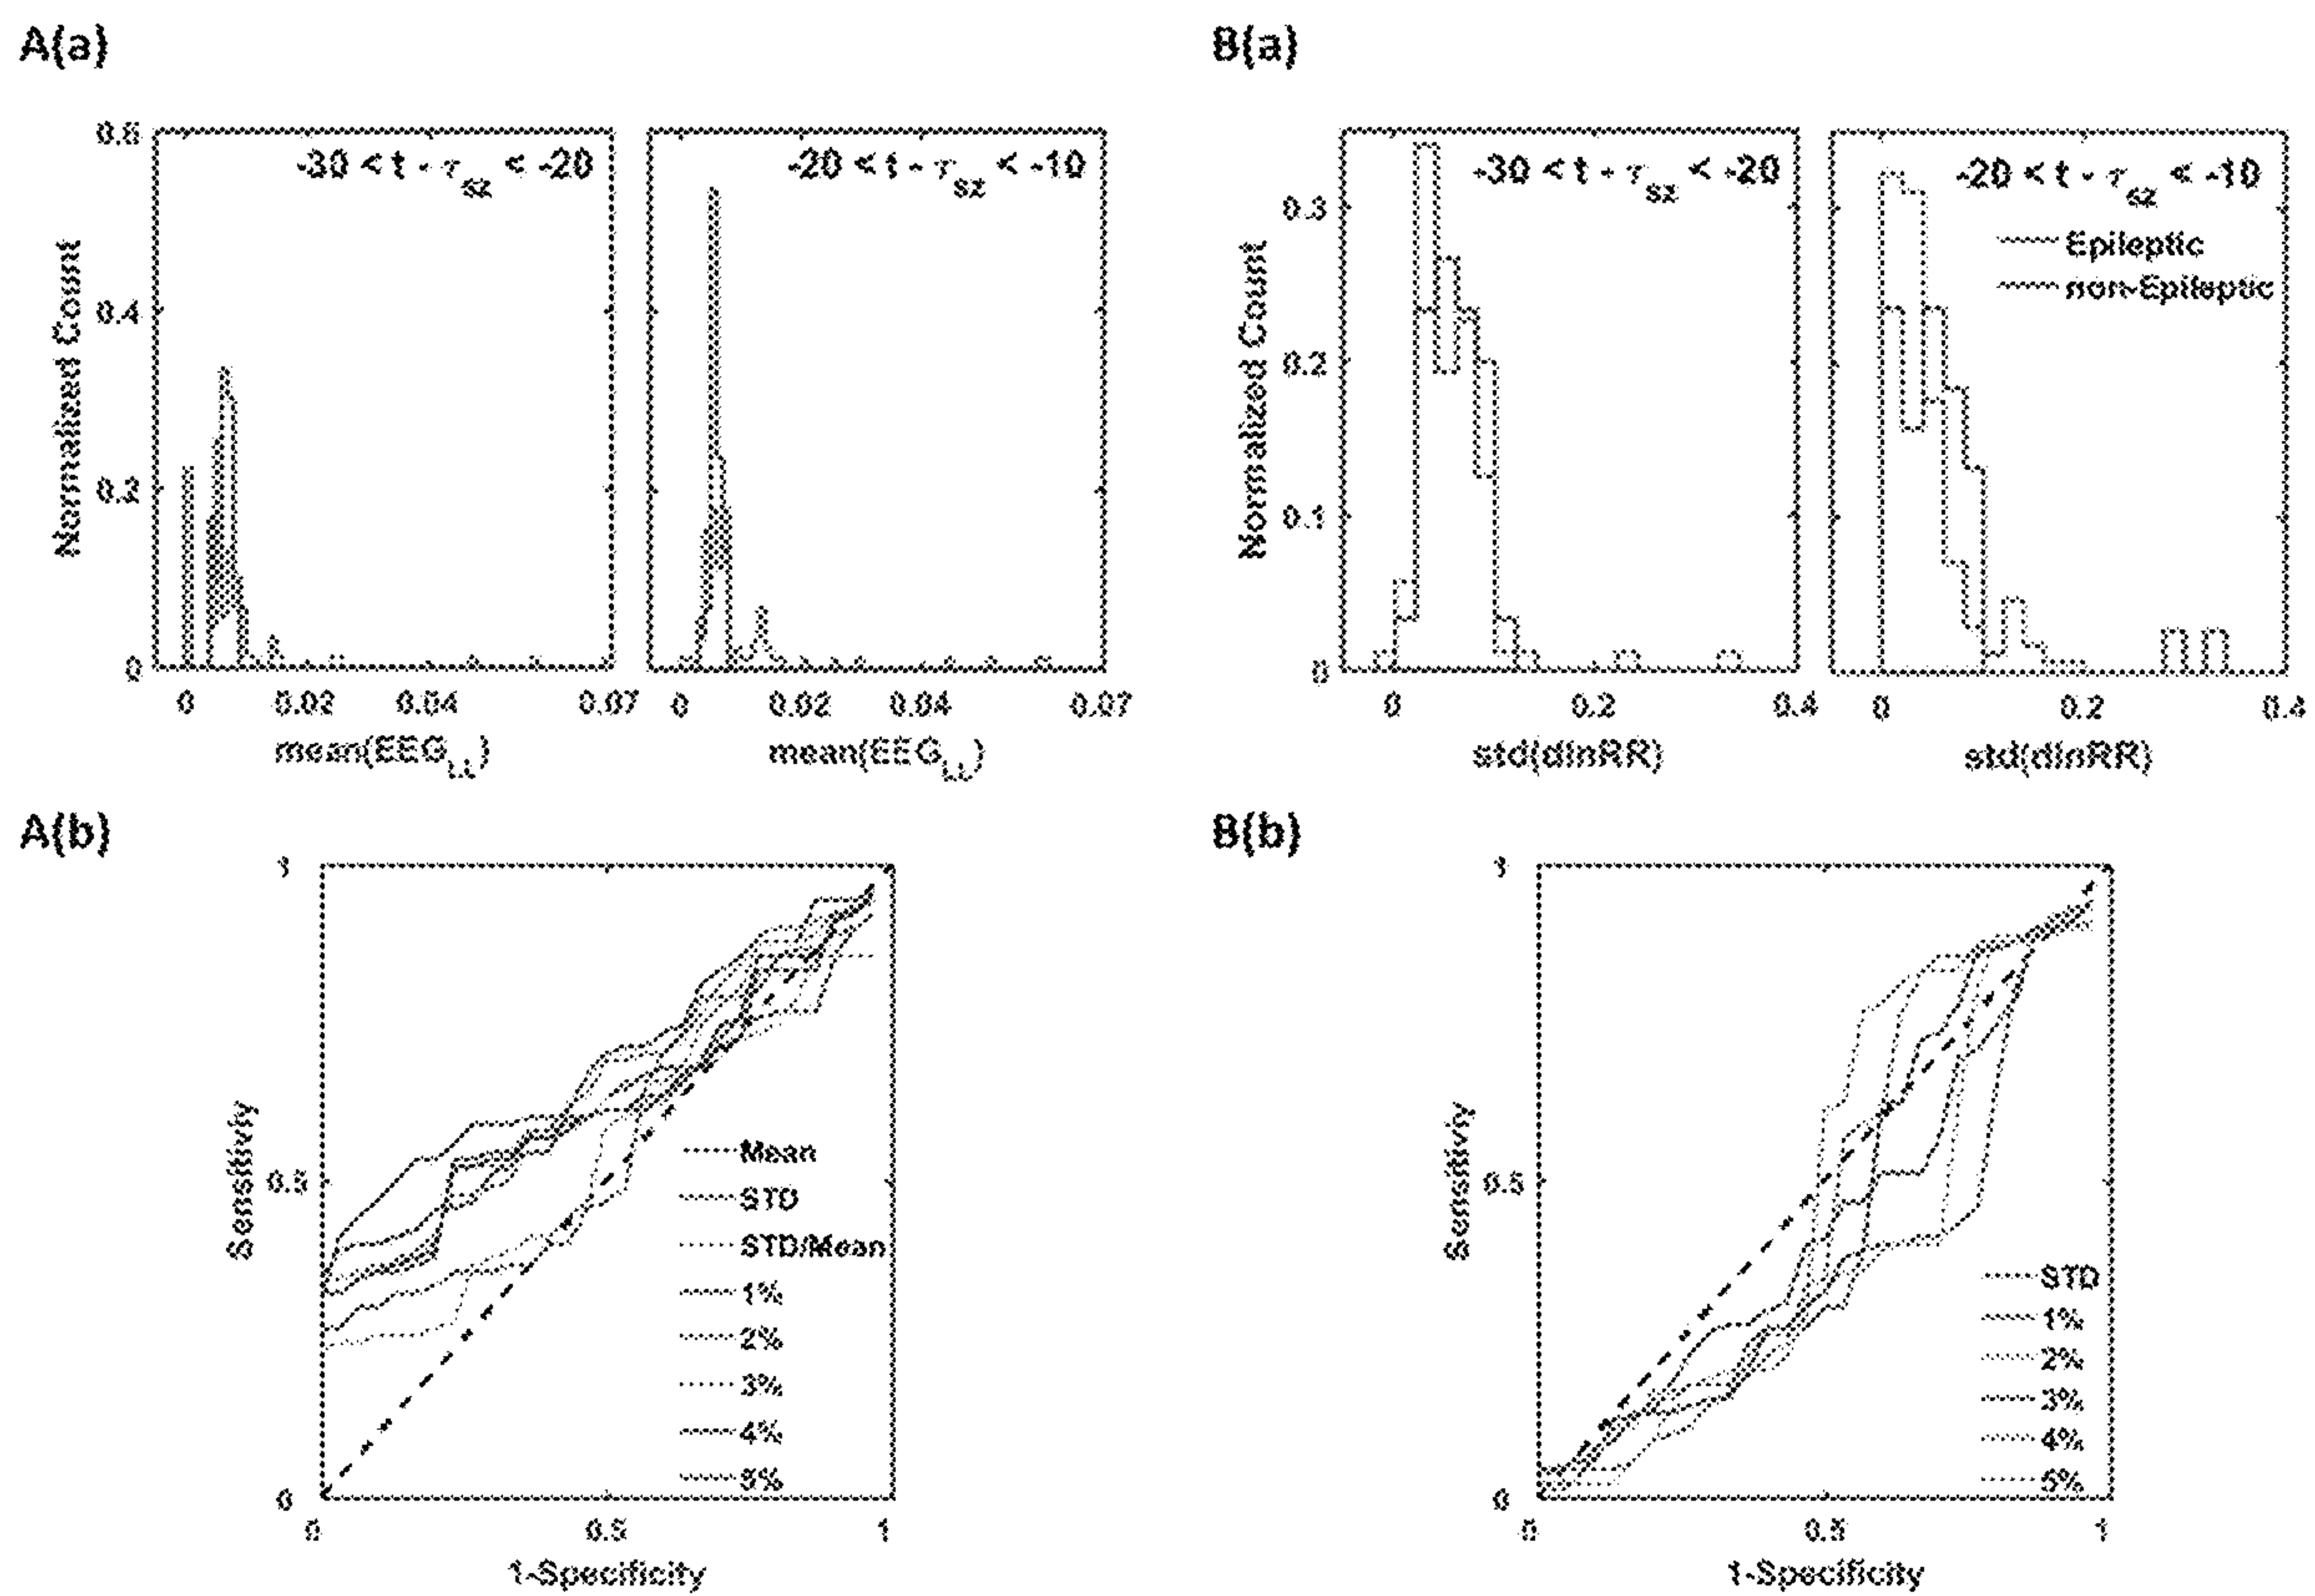 A(a)
B(a)
-30 < t - τsz < -20
-20 < t - τsz < -10
Normalized Count
0.6
0.4
0.2
0
0 0.02 0.04 0.07
0 0.02 0.04 0.07
mean(EEGLL)
mean(EEGLL)
-30 < t - τsz < -20
-20 < t - τsz < -10
Epileptic
non-Epileptic
Normalized Count
0.3
0.2
0.1
0
0 0.2 0.4
0 0.2 0.4
std(dlnRR)
std(dlnRR)
A(b)
B(b)
Sensitiviy
1
0.5
0
Mean
STD
STD/Mean
1%
2%
3%
4%
5%
0 0.5 1
1-Specificity
Sensitiviy
1
0.5
0
STD
1%
2%
3%
4%
5%
0 0.5 1
1-Specificity